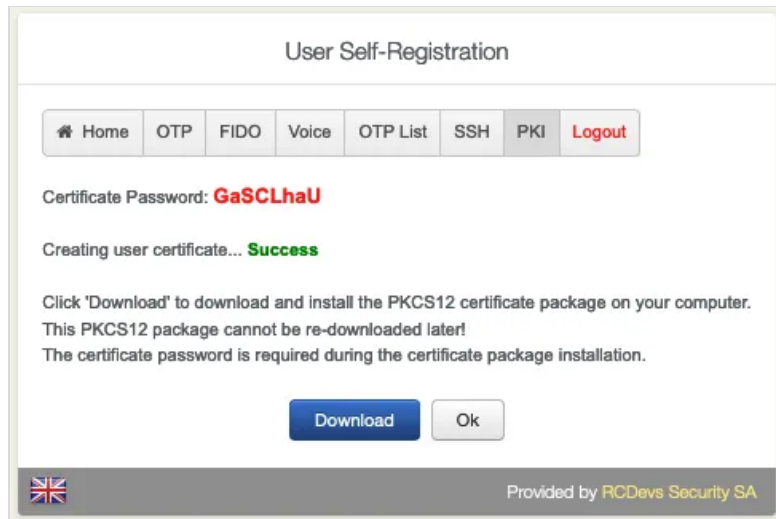 User Self-Registration
Home OTP FIDO Voice OTP List SSH PKI Logout
Certificate Password: GaSCLhaU
Creating user certificate... Success
Click 'Download' to download and install the PKCS12 certificate package on your computer.
This PKCS12 package cannot be re-downloaded later!
The certificate password is required during the certificate package installation.
Download Ok
Provided by RCDevs Security SA